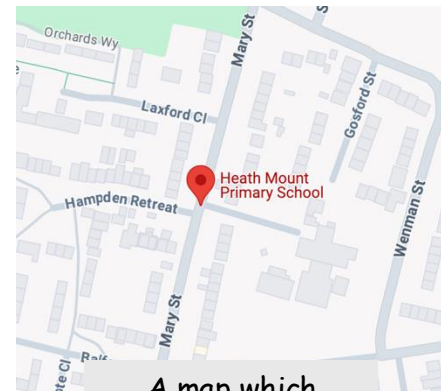 Orchards Wy
Mary St
S
Laxford Cl
Gosford St
Heath Mount
Primary School
Hampden Retreat
Wenman St
Mary St
A map which